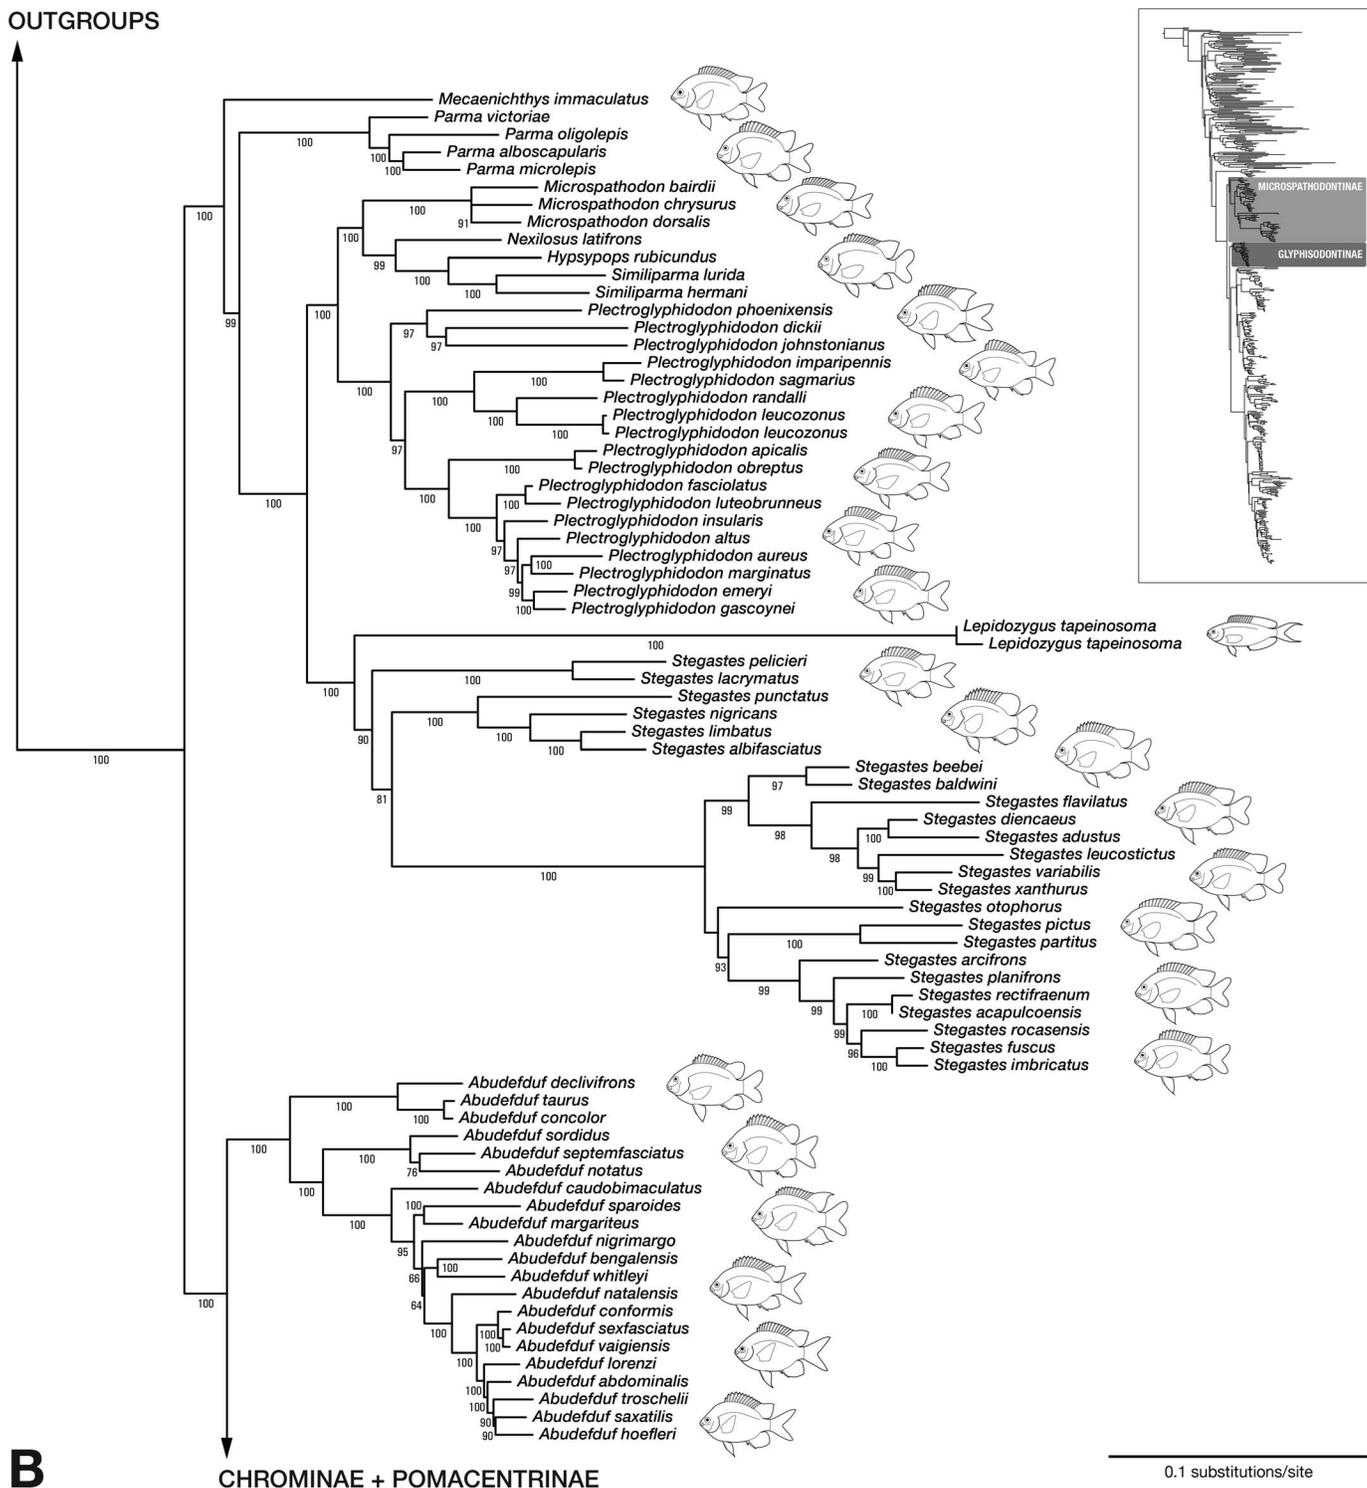 OUTGROUPS
MICROSPATHODONTINAE
GLYPHISODONTINAE
Mecaenichthys immaculatus
Parma victoriae
100
Parma oligolepis
Parma alboscapularis
100
Parma microlepis
100
Microspathodon bairdii
Microspathodon chrysurus
100
100
Microspathodon dorsalis
91
Nexilosus latifrons
100
Hypsypops rubicundus
99
Similiparma lurida
100
Similiparma hermani
100
Plectroglyphidodon phoenixensis
100
99
Plectroglyphidodon dickii
97
Plectroglyphidodon johnstonianus
97
Plectroglyphidodon imparipennis
Plectroglyphidodon sagmarius
100
100
Plectroglyphidodon randalli
100
Plectroglyphidodon leucozonus
100
Plectroglyphidodon leucozonus
100
Plectroglyphidodon apicalis
97
Plectroglyphidodon obreptus
100
Plectroglyphidodon fasciolatus
100
Plectroglyphidodon luteobrunneus
100
100
Plectroglyphidodon insularis
100
Plectroglyphidodon altus
97
Plectroglyphidodon aureus
100
Plectroglyphidodon marginatus
97
Plectroglyphidodon emeryi
99
Plectroglyphidodon gascoynei
100
Lepidozygus tapeinosoma
Lepidozygus tapeinosoma
100
Stegastes pelicieri
Stegastes lacrymatus
100
100
Stegastes punctatus
Stegastes nigricans
100
Stegastes limbatus
100
90
Stegastes albifasciatus
100
100
Stegastes beebei
Stegastes baldwini
97
81
Stegastes flavilatus
99
Stegastes diencaeus
Stegastes adustus
98
100
Stegastes leucostictus
98
Stegastes variabilis
99
100
Stegastes xanthurus
100
Stegastes otophorus
Stegastes pictus
Stegastes partitus
100
Stegastes arcifrons
93
Stegastes planifrons
99
Stegastes rectifraenum
99
100
Stegastes acapulcoensis
Stegastes rocasensis
99
Stegastes fuscus
96
Stegastes imbricatus
100
Abudefduf declivifrons
Abudefduf taurus
100
Abudefduf concolor
100
Abudefduf sordidus
100
Abudefduf septemfasciatus
100
Abudefduf notatus
76
Abudefduf caudobimaculatus
100
Abudefduf sparoides
100
Abudefduf margariteus
100
Abudefduf nigrimargo
95
Abudefduf bengalensis
100
Abudefduf whitleyi
66
Abudefduf natalensis
100
64
Abudefduf conformis
Abudefduf sexfasciatus
100
100
Abudefduf vaigiensis
100
Abudefduf lorenzi
100
Abudefduf abdominalis
100
Abudefduf troschelii
100
Abudefduf saxatilis
90
Abudefduf hoefleri
90
B
CHROMINAE + POMACENTRINAE
0.1 substitutions/site